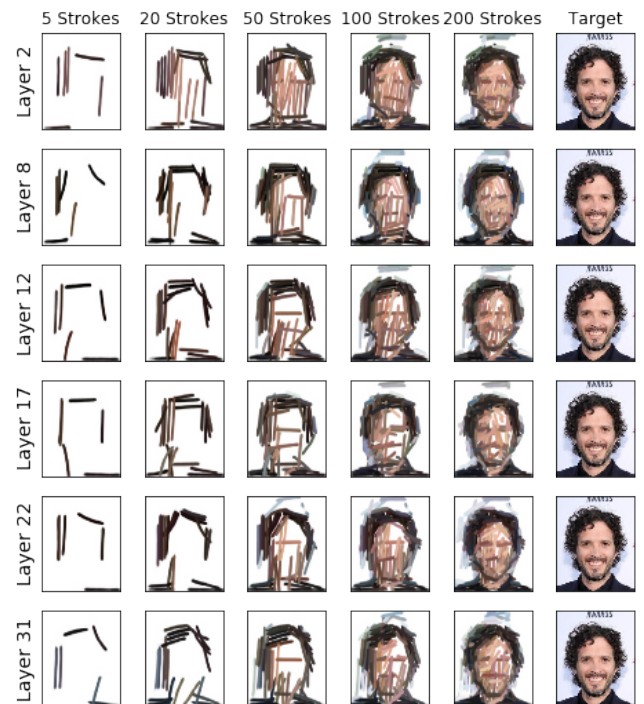 5 Strokes 20 Strokes 50 Strokes 100 Strokes 200 Strokes Target
Layer 2
Layer 8
Layer 12
Layer 17
Layer 22
Layer 31